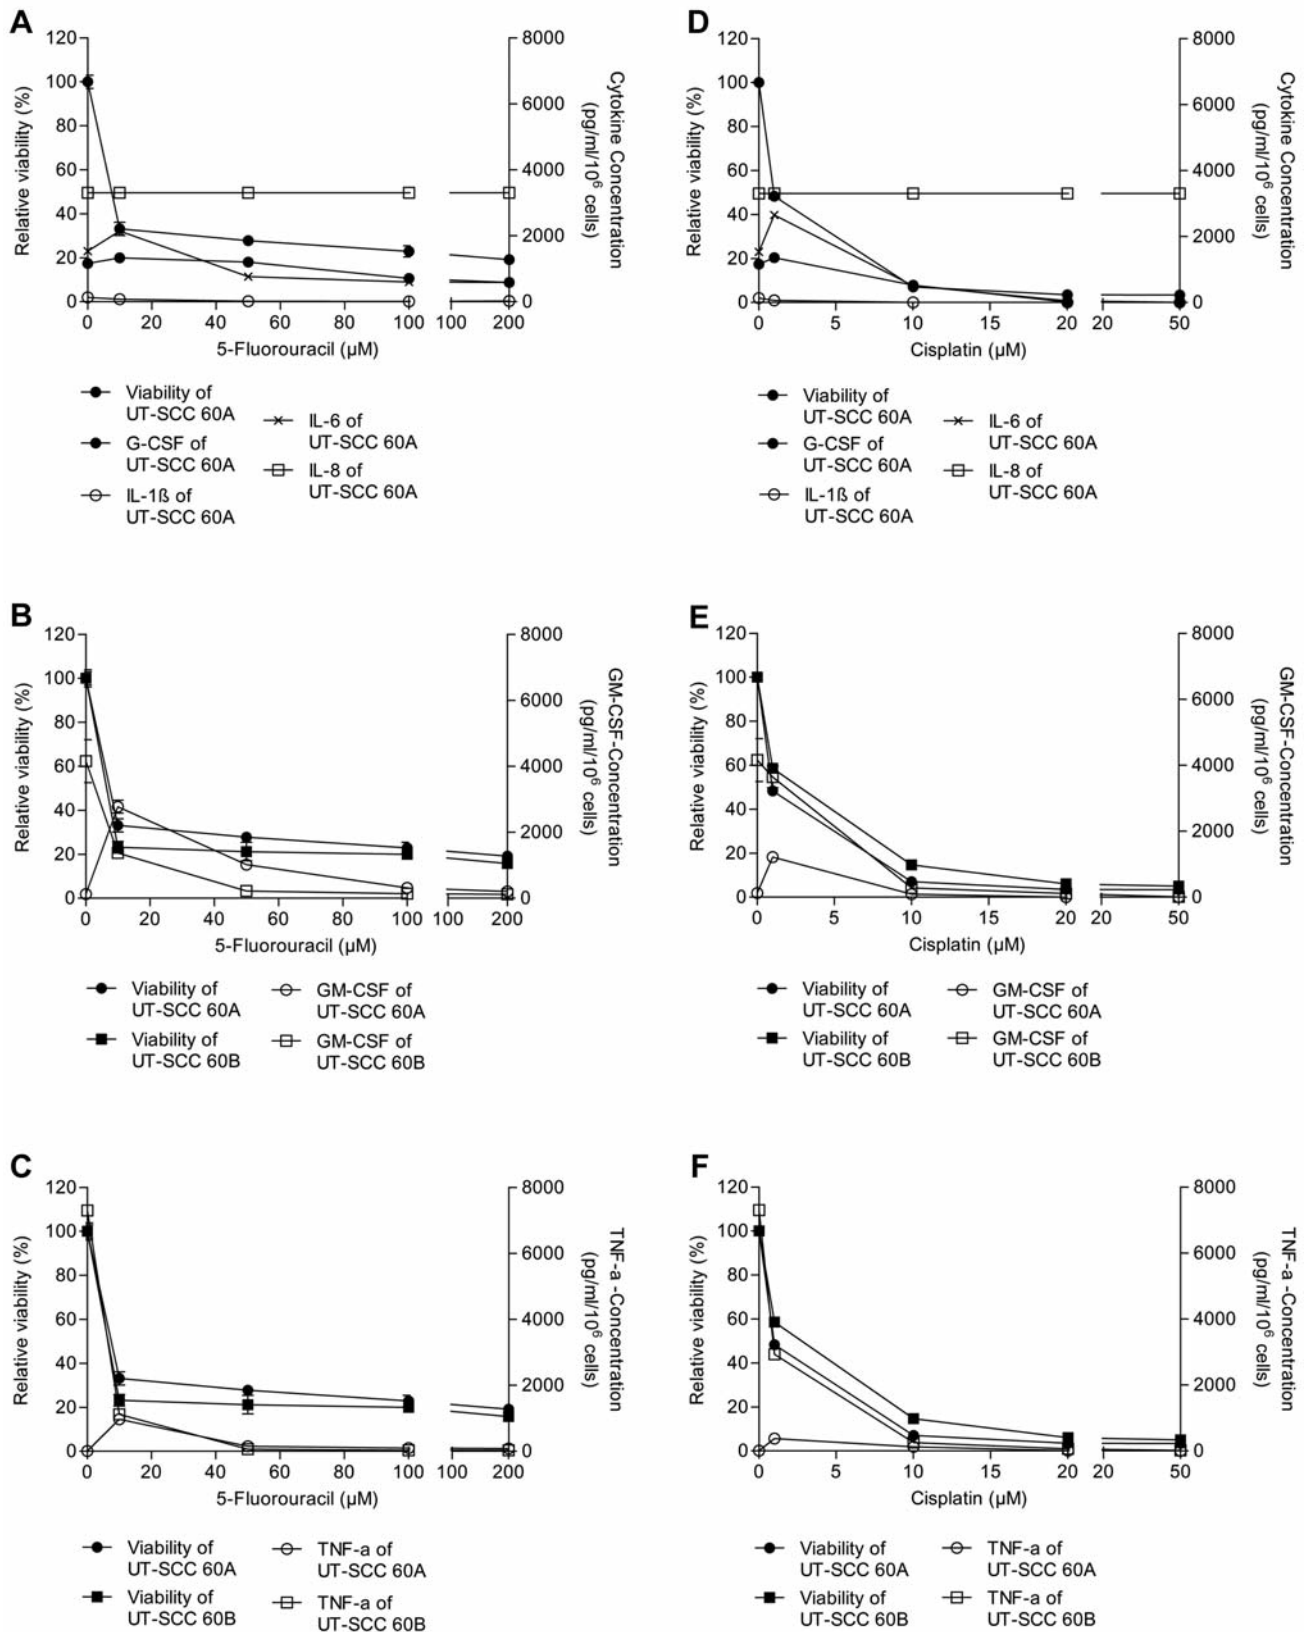 A
120
100
80
60
40
20
0
Relative viability (%)
8000
6000
4000
2000
0
Cytokine Concentration
(pg/ml/10⁶ cells)
0 20 40 60 80 100 100 200
5-Fluorouracil (µM)
Viability of
UT-SCC 60A
G-CSF of
UT-SCC 60A
IL-1ß of
UT-SCC 60A
IL-6 of
UT-SCC 60A
IL-8 of
UT-SCC 60A
D
120
100
80
60
40
20
0
Relative viability (%)
8000
6000
4000
2000
0
Cytokine Concentration
(pg/ml/10⁶ cells)
0 5 10 15 20 20 50
Cisplatin (µM)
Viability of
UT-SCC 60A
G-CSF of
UT-SCC 60A
IL-1ß of
UT-SCC 60A
IL-6 of
UT-SCC 60A
IL-8 of
UT-SCC 60A
B
120
100
80
60
40
20
0
Relative viability (%)
8000
6000
4000
2000
0
GM-CSF-Concentration
(pg/ml/10⁶ cells)
0 20 40 60 80 100 100 200
5-Fluorouracil (µM)
Viability of
UT-SCC 60A
Viability of
UT-SCC 60B
GM-CSF of
UT-SCC 60A
GM-CSF of
UT-SCC 60B
E
120
100
80
60
40
20
0
Relative viability (%)
8000
6000
4000
2000
0
GM-CSF-Concentration
(pg/ml/10⁶ cells)
0 5 10 15 20 20 50
Cisplatin (µM)
Viability of
UT-SCC 60A
Viability of
UT-SCC 60B
GM-CSF of
UT-SCC 60A
GM-CSF of
UT-SCC 60B
C
120
100
80
60
40
20
0
Relative viability (%)
8000
6000
4000
2000
0
TNF-a -Concentration
(pg/ml/10⁶ cells)
0 20 40 60 80 100 100 200
5-Fluorouracil (µM)
Viability of
UT-SCC 60A
Viability of
UT-SCC 60B
TNF-a of
UT-SCC 60A
TNF-a of
UT-SCC 60B
F
120
100
80
60
40
20
0
Relative viability (%)
8000
6000
4000
2000
0
TNF-a -Concentration
(pg/ml/10⁶ cells)
0 5 10 15 20 20 50
Cisplatin (µM)
Viability of
UT-SCC 60A
Viability of
UT-SCC 60B
TNF-a of
UT-SCC 60A
TNF-a of
UT-SCC 60B